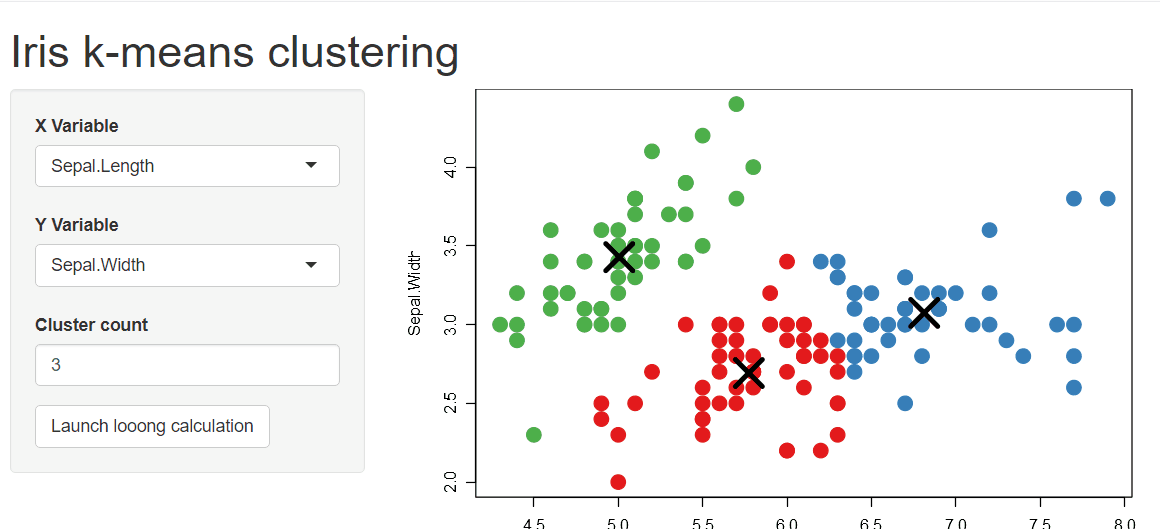 Iris k-means clustering
X Variable
Sepal.Length
Y Variable
Sepal.Width
Cluster count
3
Launch looong calculation
Sepal.Width
4.0
3.5
3.0
2.5
2.0
4.5 5.0 5.5 6.0 6.5 7.0 7.5 8.0